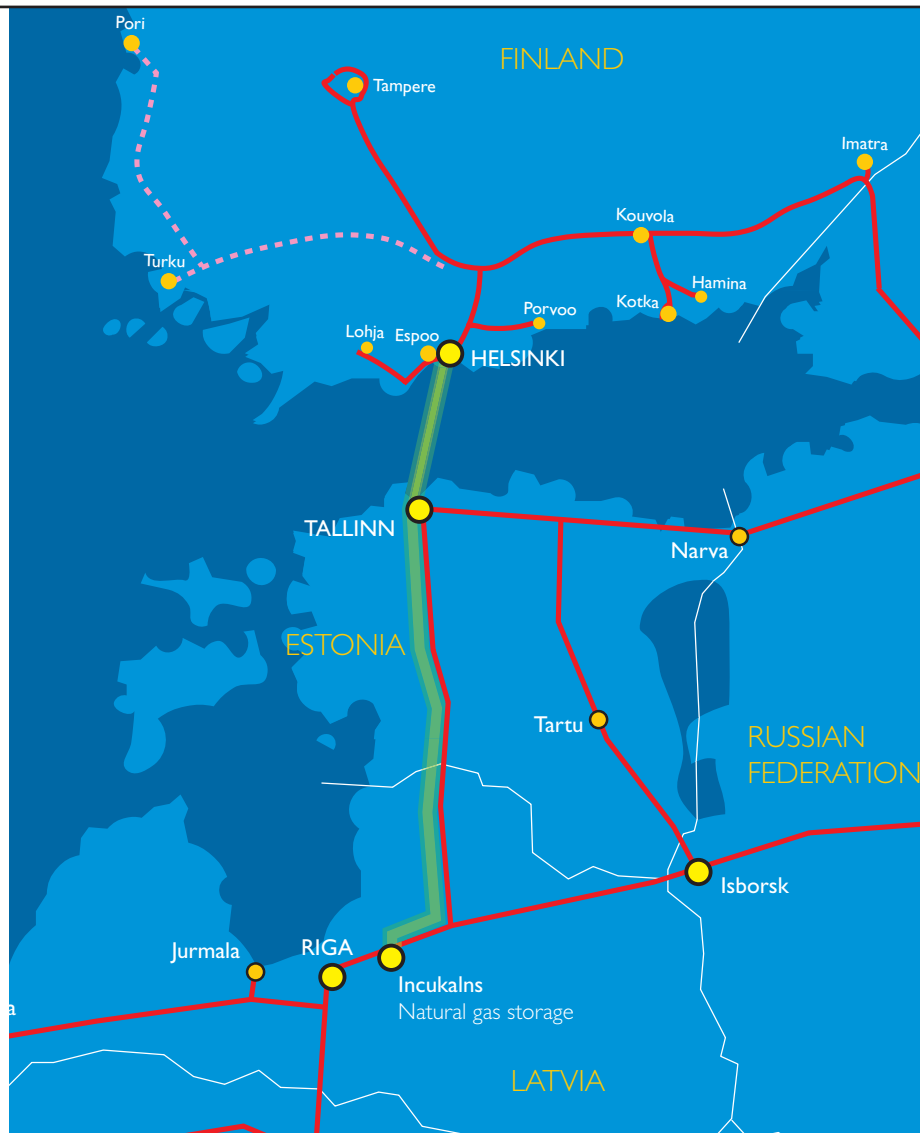 Pori
FINLAND
Tampere
Imatra
Kouvola
Turku
Hamina
Kotka
Porvoo
Lohja
Espoo
HELSINKI
TALLINN
Narva
ESTONIA
Tartu
RUSSIAN
FEDERATION
Isborsk
Jurmala
RIGA
Incukalns
Natural gas storage
a
LATVIA